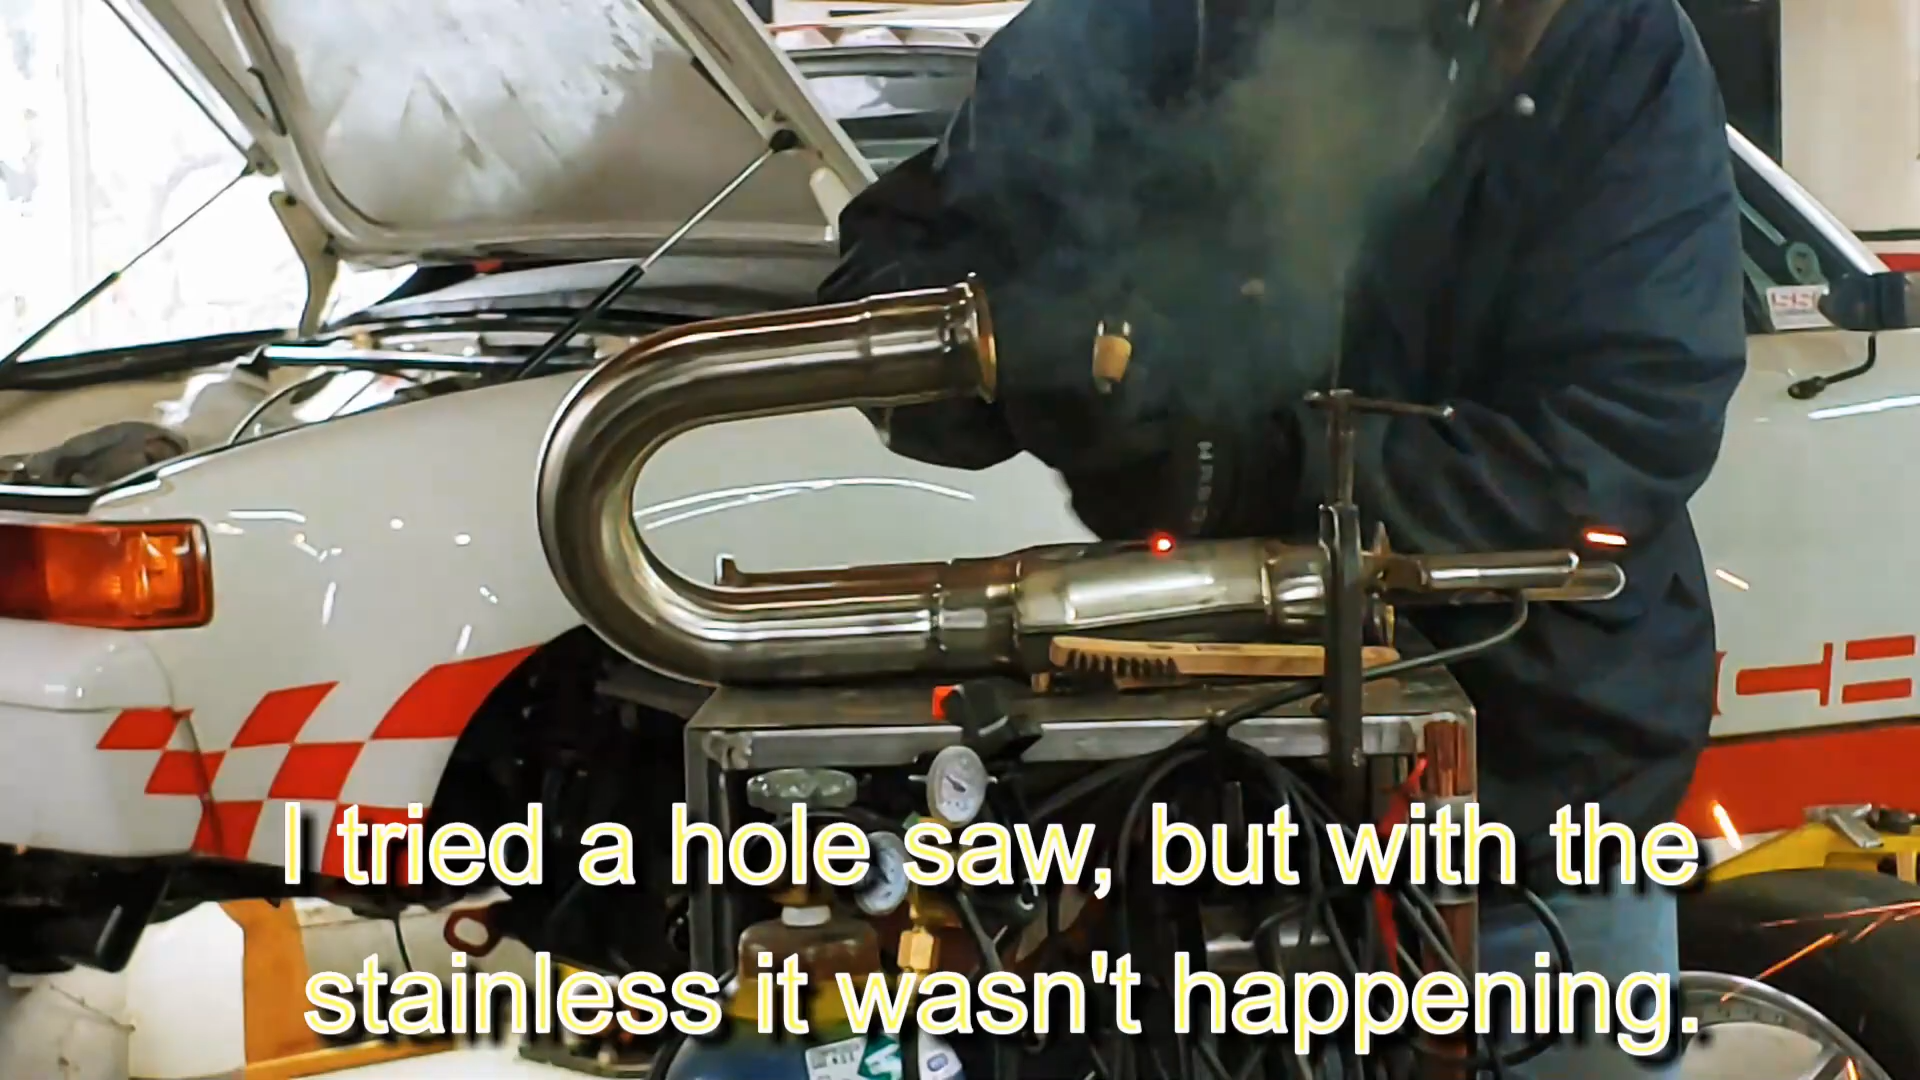 I tried a hole saw, but with the
stainless it wasn't happening.